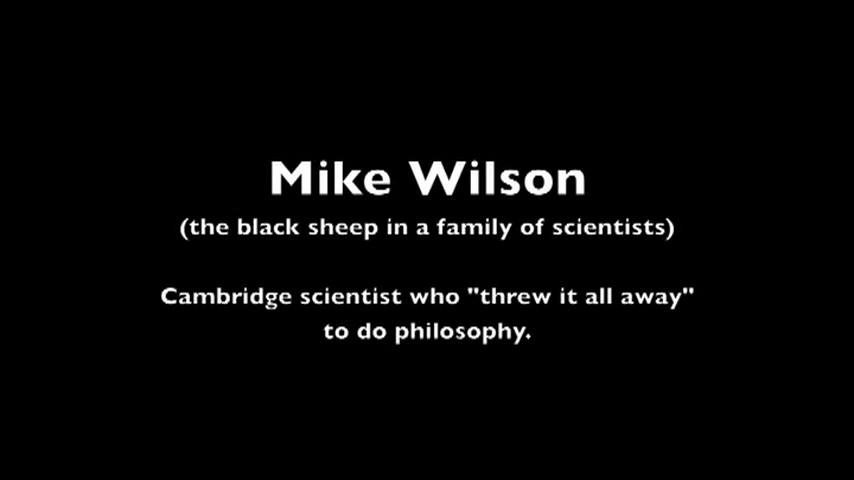 Mike Wilson
(the black sheep in a family of scientists)
Cambridge scientist who "threw it all away"
to do philosophy.